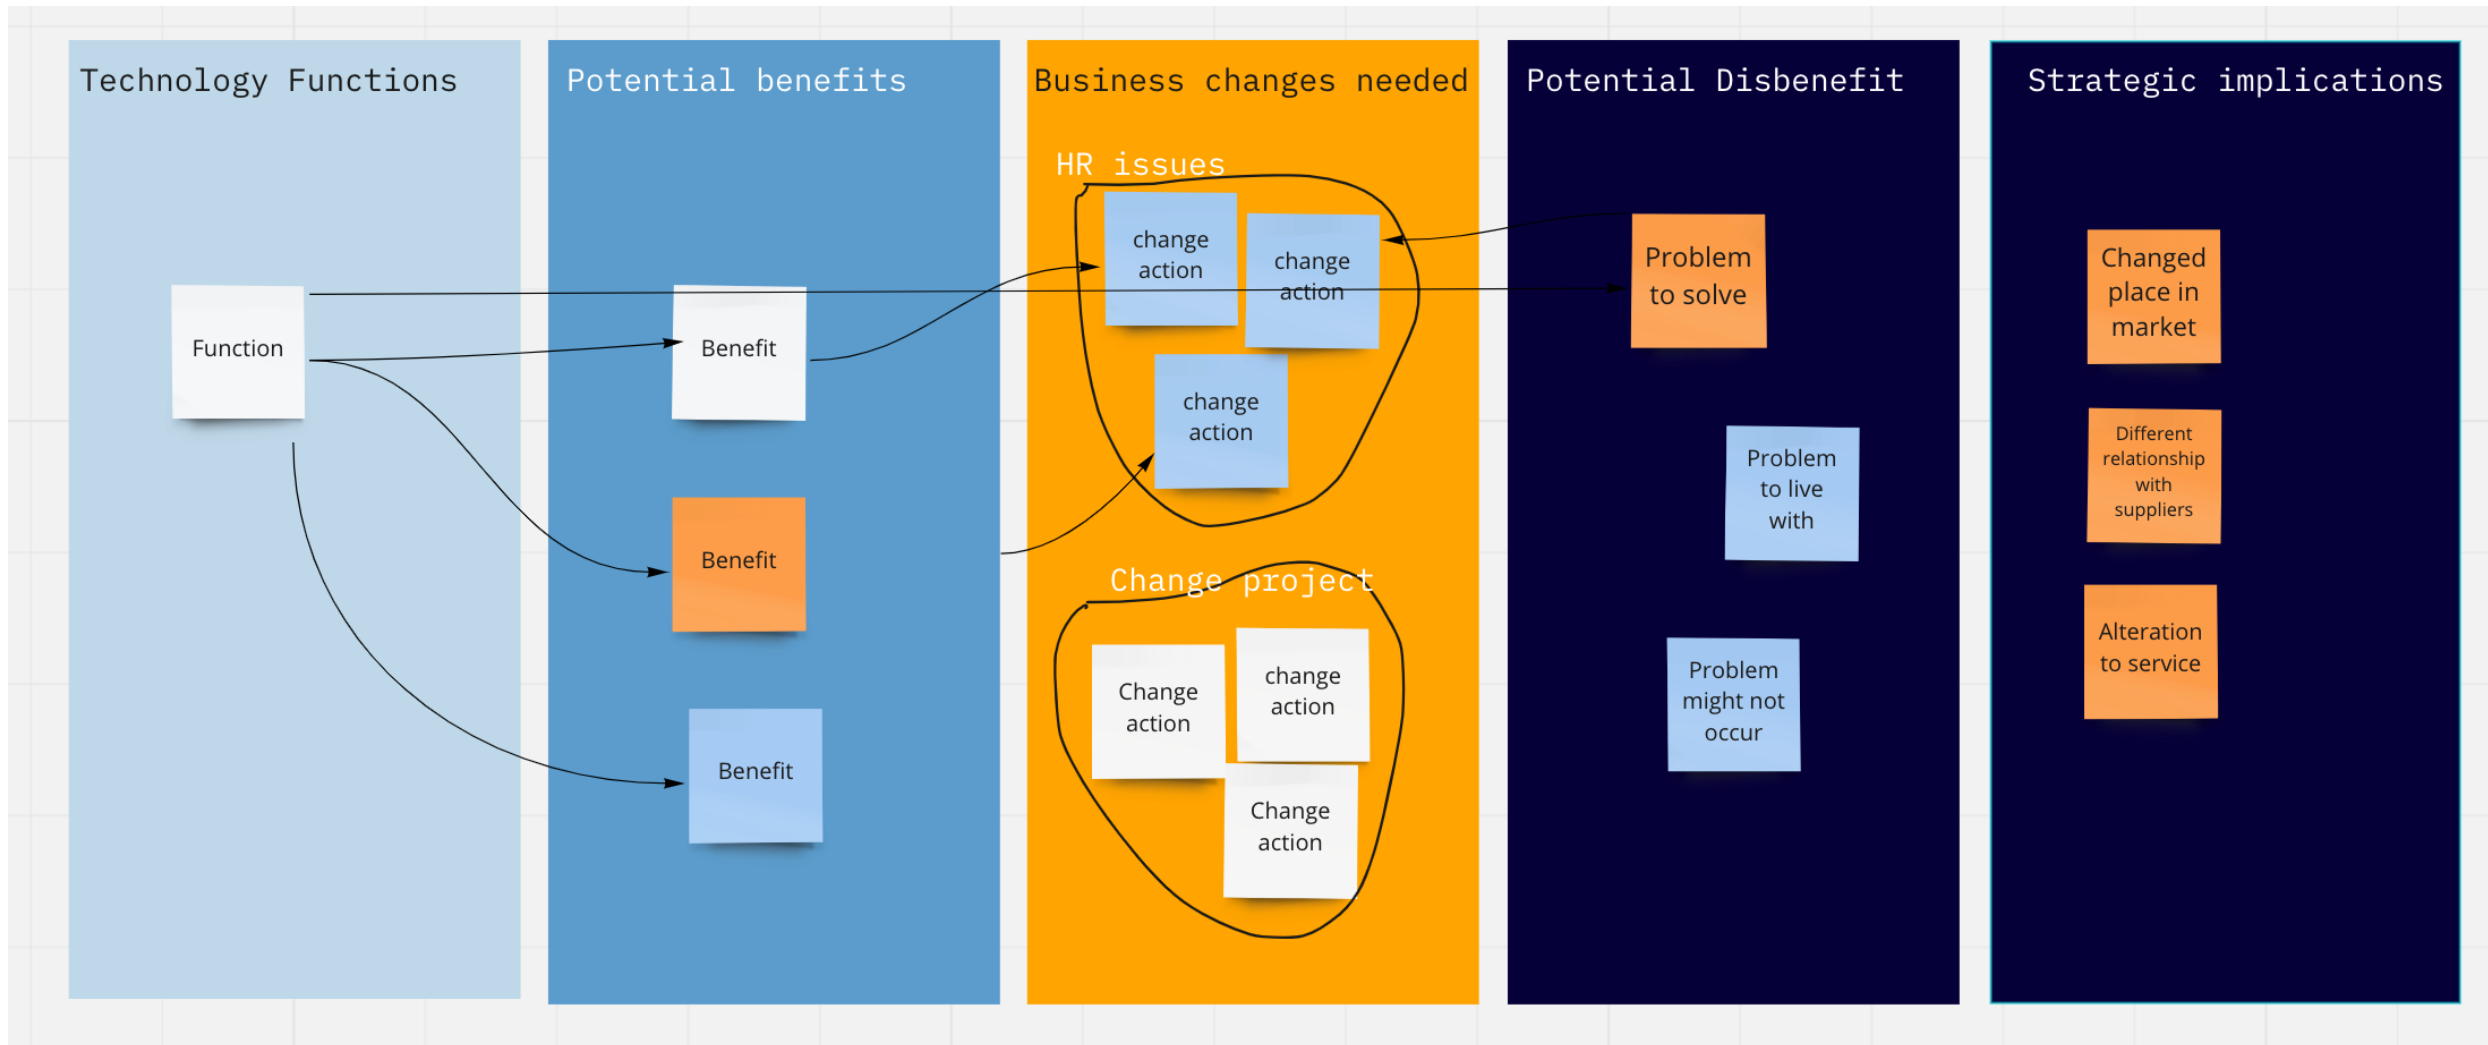 Technology Functions
Function
Potential benefits
Benefit
Benefit
Benefit
Business changes needed
HR issues
change
action
change
action
change
action
Change project
Change
action
change
action
Change
action
Potential Disbenefit
Problem
to solve
Problem
to live
with
Problem
might not
occur
Strategic implications
Changed
place in
market
Different
relationship
with
suppliers
Alteration
to service